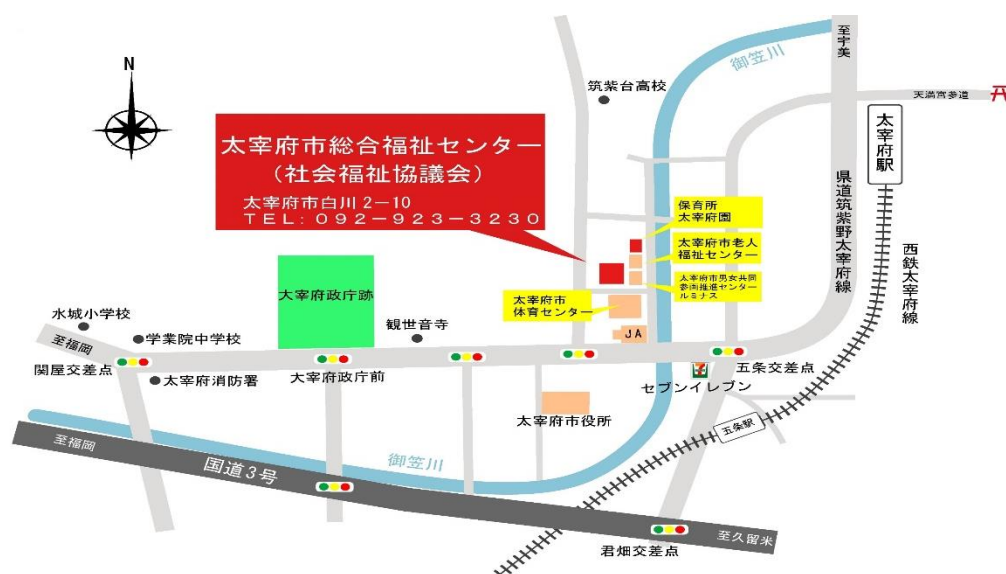 N
筑紫台高校
御笠川
至宇美
天満宮参道
太宰府駅
太宰府市総合福祉センター
（社会福祉協議会）
太宰府市白川2－10
TEL：092－923－3230
保育所
太宰府園
太宰府市老人
福祉センター
太宰府市男女共同
参画推進センター
ルミナス
県道筑紫野太宰府線
西鉄太宰府線
大宰府政庁跡
太宰府市
体育センター
水城小学校
学業院中学校
観世音寺
JA
至福岡
関屋交差点
太宰府消防署
大宰府政庁前
7
五条交差点
セブンイレブン
太宰府市役所
五条駅
至福岡
国道3号
御笠川
君畑交差点
至久留米